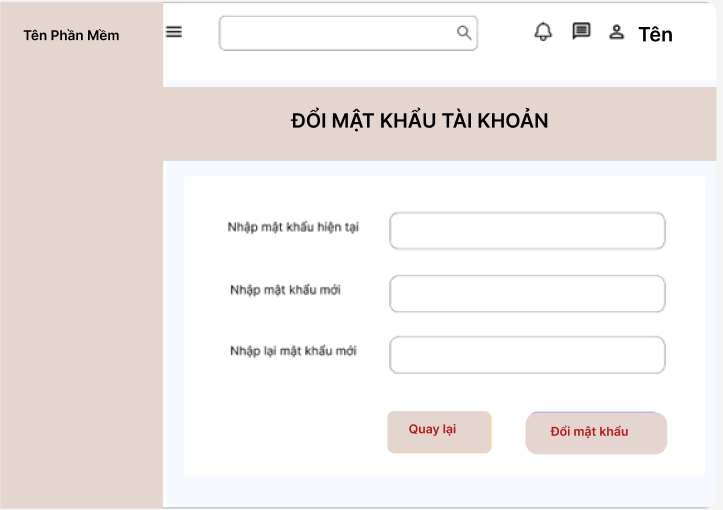 Tên Phần Mềm
Tên
ĐỔI MẬT KHẨU TÀI KHOẢN
Nhập mật khẩu hiện tại
Nhập mật khẩu mới
Nhập lại mật khẩu mới
Quay lại
Đổi mật khẩu